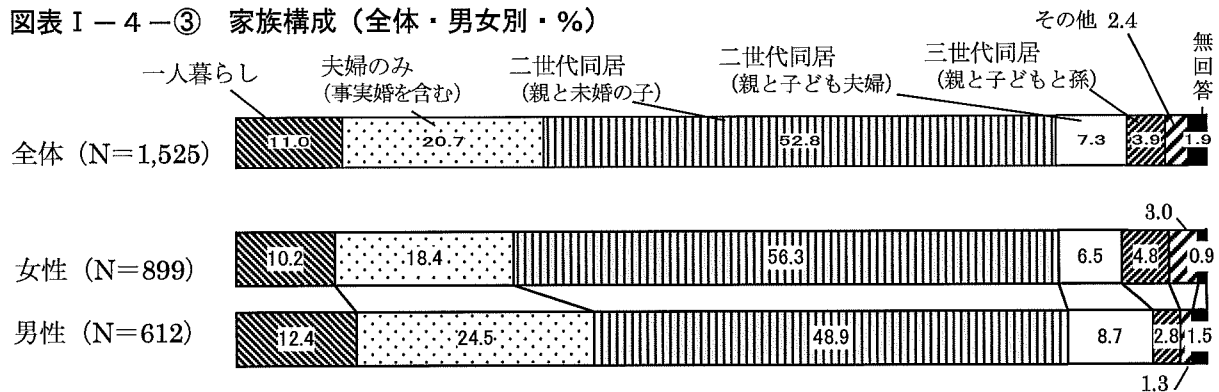 図表Ⅰ－4－③　家族構成（全体・男女別・%）
その他 2.4
無回答
一人暮らし
夫婦のみ
（事実婚を含む）
二世代同居
（親と未婚の子）
二世代同居
（親と子ども夫婦）
三世代同居
（親と子どもと孫）
全体（N＝1,525） 11.0 20.7 52.8 7.3 3.9 1.9
3.0
女性（N＝899） 10.2 18.4 56.3 6.5 4.8 0.9
男性（N＝612） 12.4 24.5 48.9 8.7 2.8 1.5
1.3